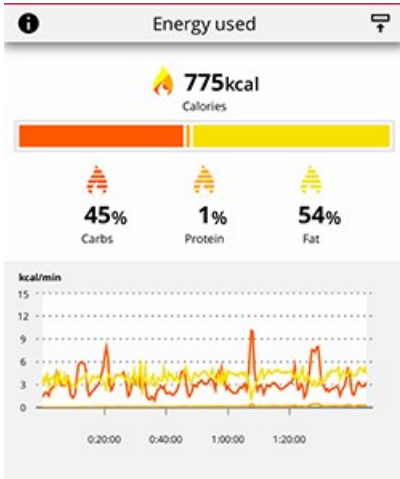 Energy used
775kcal
Calories
45% 1% 54%
Carbs Protein Fat
kcal/min
15
12
9
6
3
0
0:20:00 0:40:00 1:00:00 1:20:00